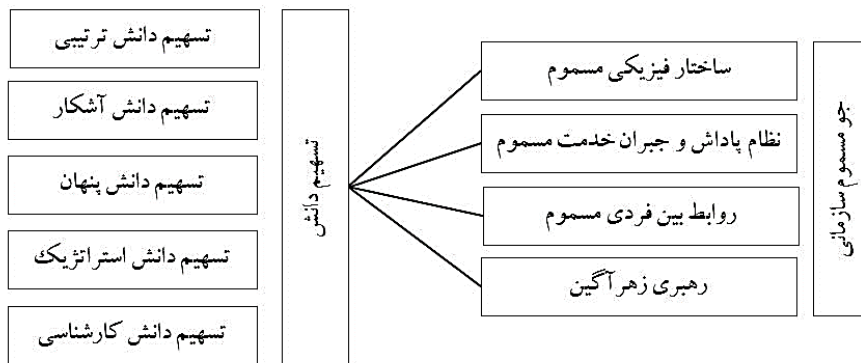 جو مسموم سازمانی
ساختار فیزیکی مسموم
نظام پاداش و جبران خدمت مسموم
روابط بین فردی مسموم
رهبری زهرآگین
تسهیم دانش
تسهیم دانش ترتیبی
تسهیم دانش آشکار
تسهیم دانش پنهان
تسهیم دانش استراتژیک
تسهیم دانش کارشناسی